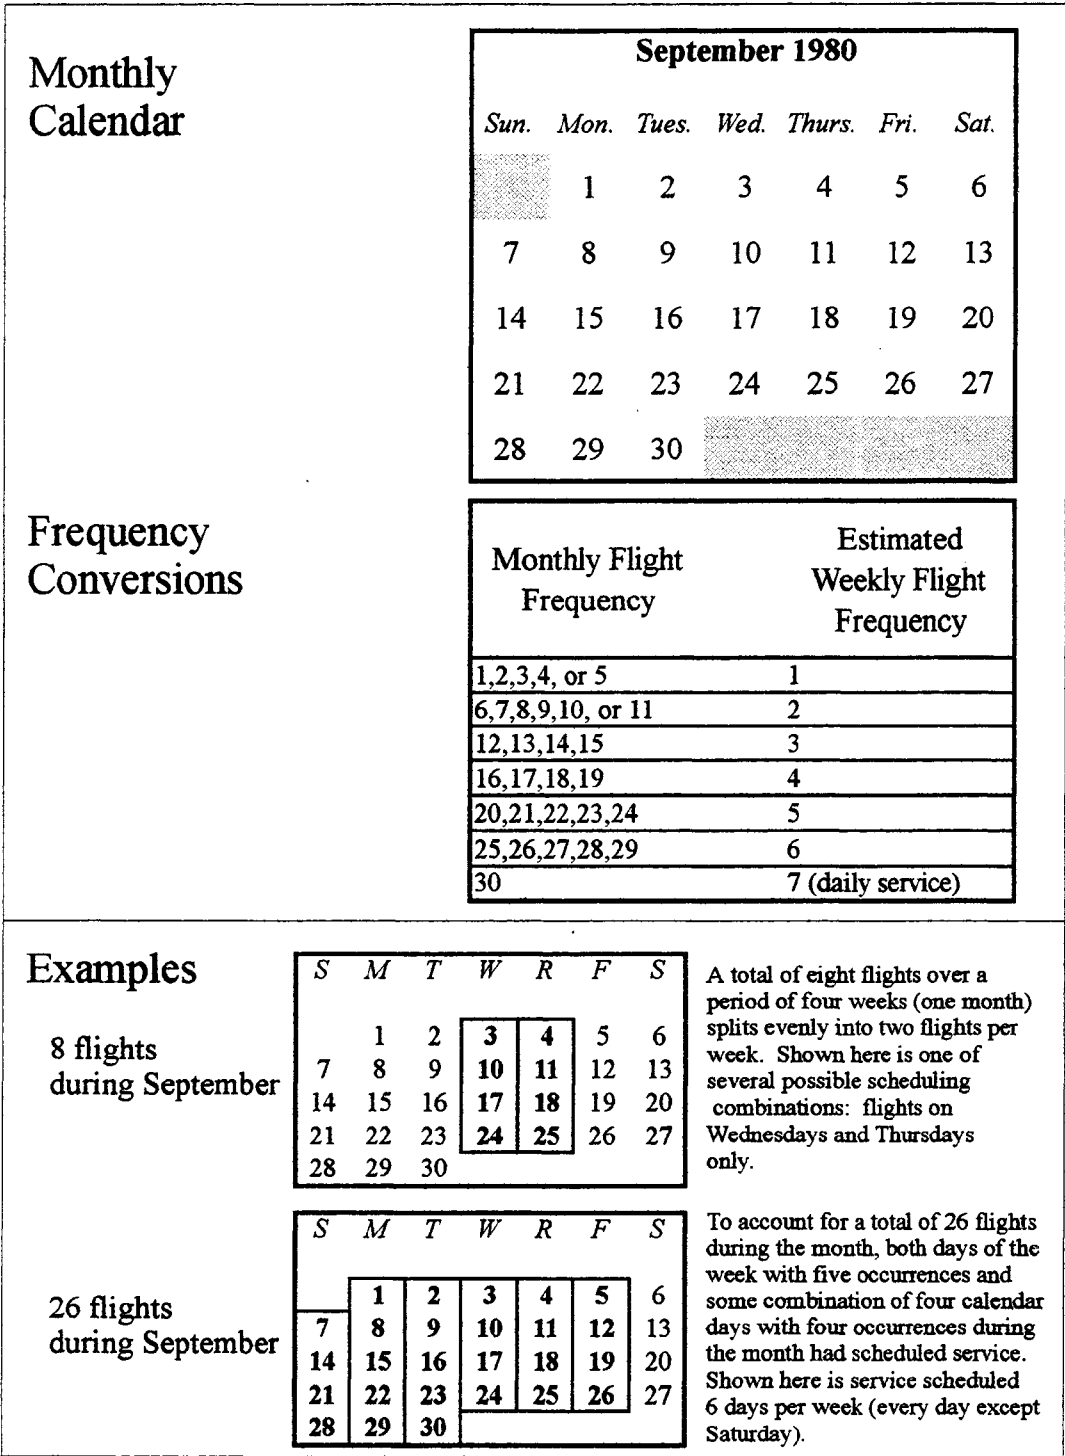 Monthly
Calendar
September 1980
Sun. Mon. Tues. Wed. Thurs. Fri. Sat.
1 2 3 4 5 6
7 8 9 10 11 12 13
14 15 16 17 18 19 20
21 22 23 24 25 26 27
28 29 30
Frequency
Conversions
Monthly Flight
Frequency
Estimated
Weekly Flight
Frequency
1,2,3,4, or 5 1
6,7,8,9,10, or 11 2
12,13,14,15 3
16,17,18,19 4
20,21,22,23,24 5
25,26,27,28,29 6
30 7 (daily service)
Examples
8 flights
during September
S M T W R F S
1 2 3 4 5 6
7 8 9 10 11 12 13
14 15 16 17 18 19 20
21 22 23 24 25 26 27
28 29 30
A total of eight flights over a
period of four weeks (one month)
splits evenly into two flights per
week. Shown here is one of
several possible scheduling
combinations: flights on
Wednesdays and Thursdays
only.
26 flights
during September
S M T W R F S
1 2 3 4 5 6
7 8 9 10 11 12 13
14 15 16 17 18 19 20
21 22 23 24 25 26 27
28 29 30
To account for a total of 26 flights
during the month, both days of the
week with five occurrences and
some combination of four calendar
days with four occurrences during
the month had scheduled service.
Shown here is service scheduled
6 days per week (every day except
Saturday).